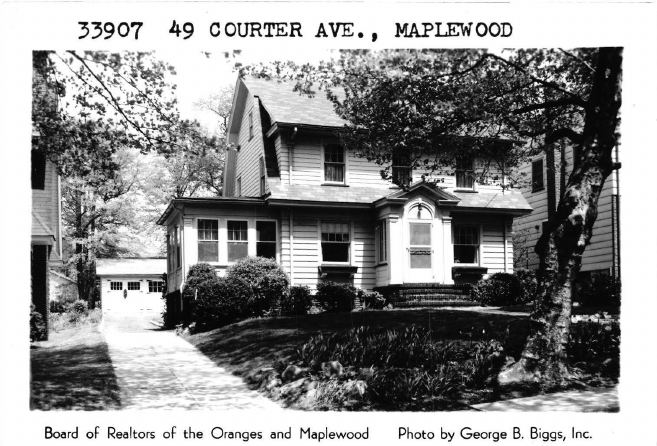 33907 49 COURTER AVE., MAPLEWOOD
Board of Realtors of the Oranges and Maplewood Photo by George B. Biggs, Inc.